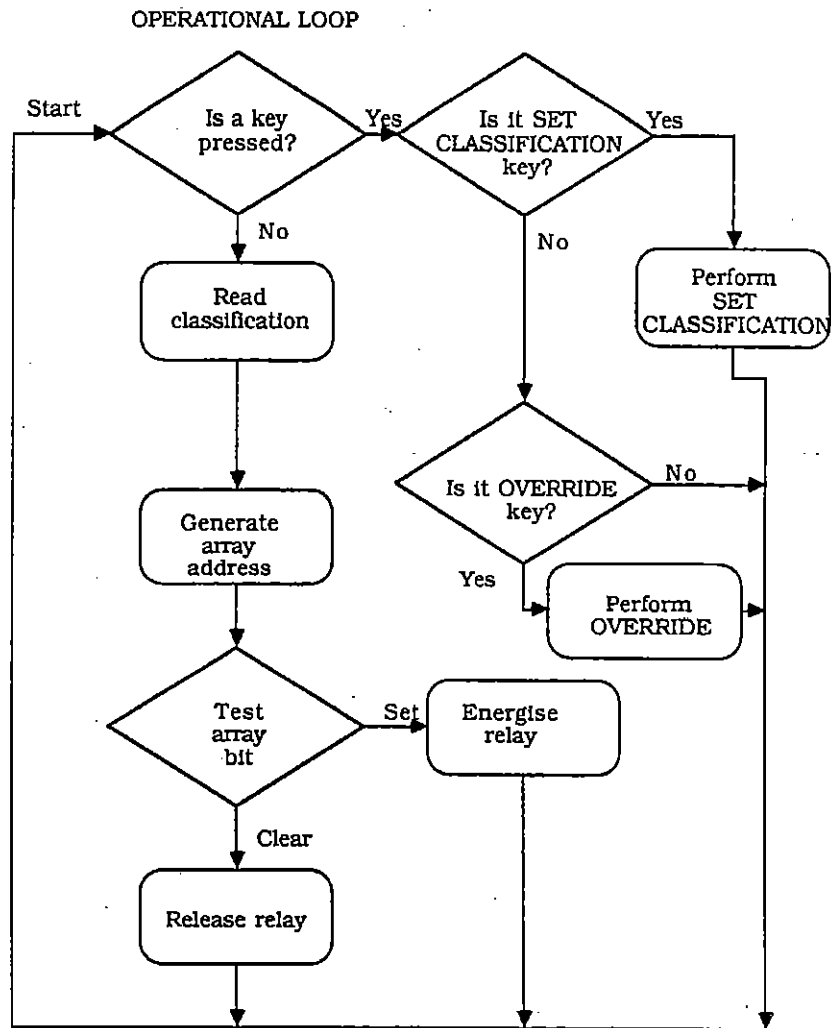 OPERATIONAL LOOP
Start
Is a key
pressed?
Yes
Is it SET
CLASSIFICATION
key?
Yes
No
Read
classification
No
Perform
SET
CLASSIFICATION
Generate
array
address
Is it OVERRIDE
key?
No
Yes
Perform
OVERRIDE
Test
array
bit
Set
Energise
relay
Clear
Release relay